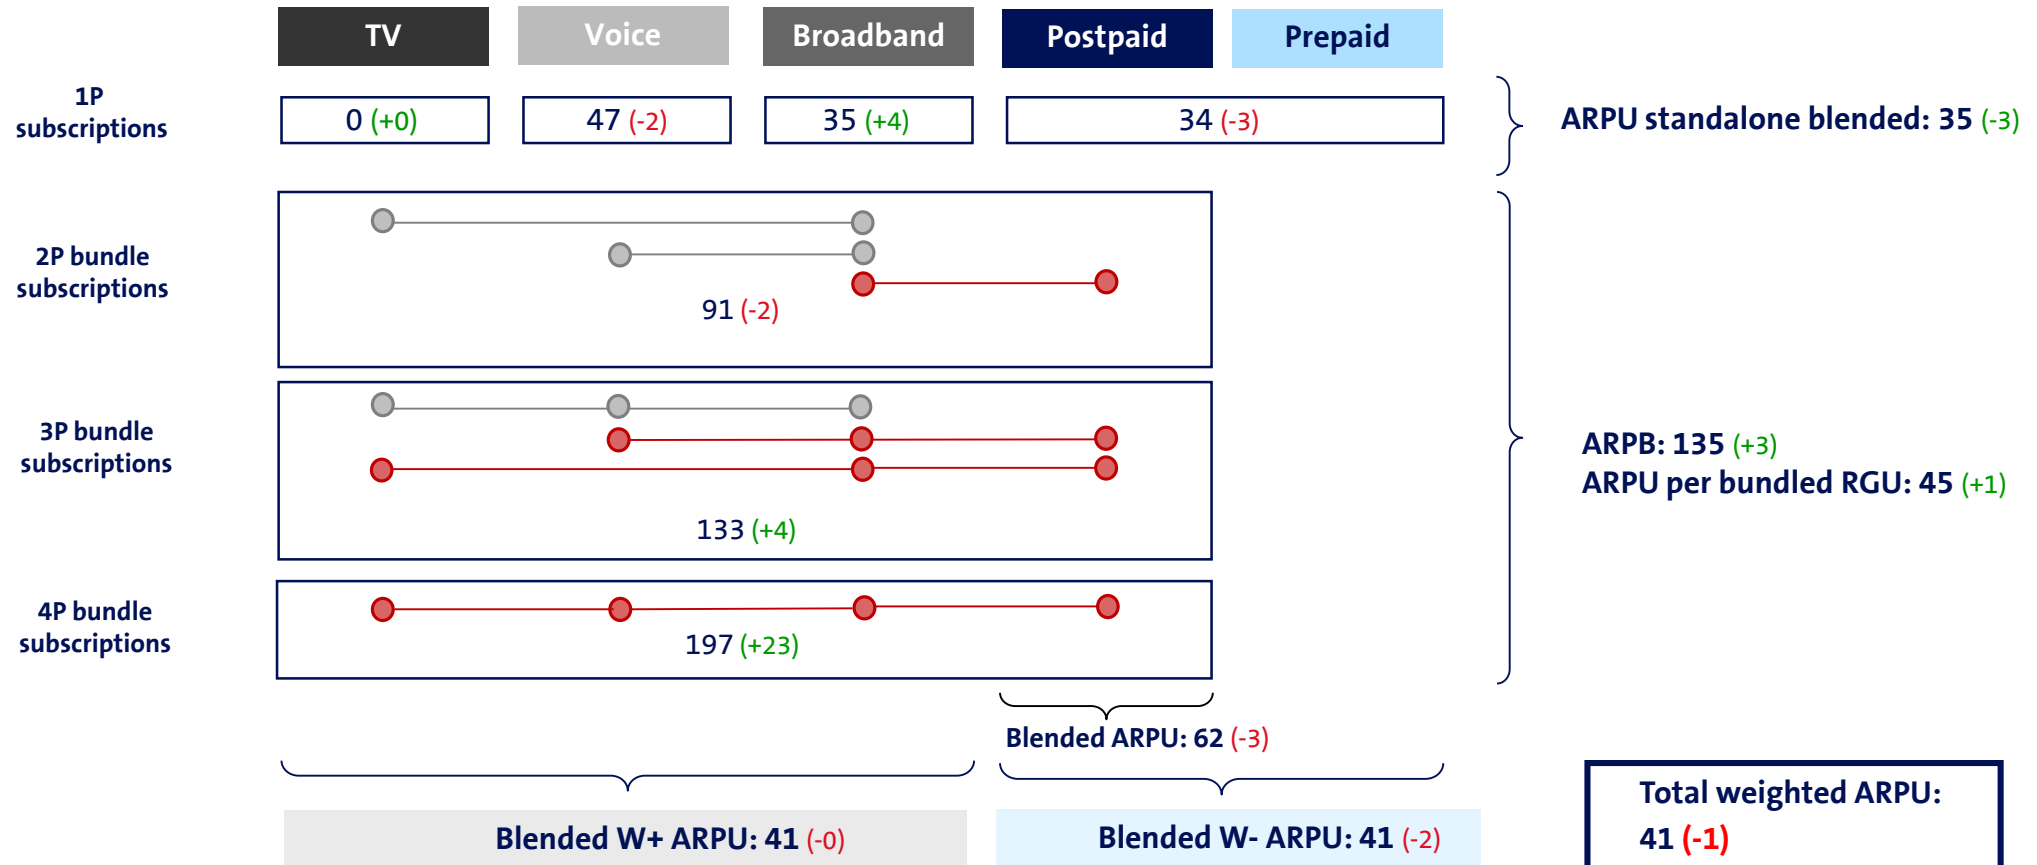 TV
Voice
Broadband
Postpaid
Prepaid
1P
subscriptions
0 (+0)
47 (-2)
35 (+4)
34 (-3)
ARPU standalone blended: 35 (-3)
2P bundle
subscriptions
91 (-2)
3P bundle
subscriptions
133 (+4)
ARPB: 135 (+3)
ARPU per bundled RGU: 45 (+1)
4P bundle
subscriptions
197 (+23)
Blended ARPU: 62 (-3)
Blended W+ ARPU: 41 (-0)
Blended W- ARPU: 41 (-2)
Total weighted ARPU:
41 (-1)